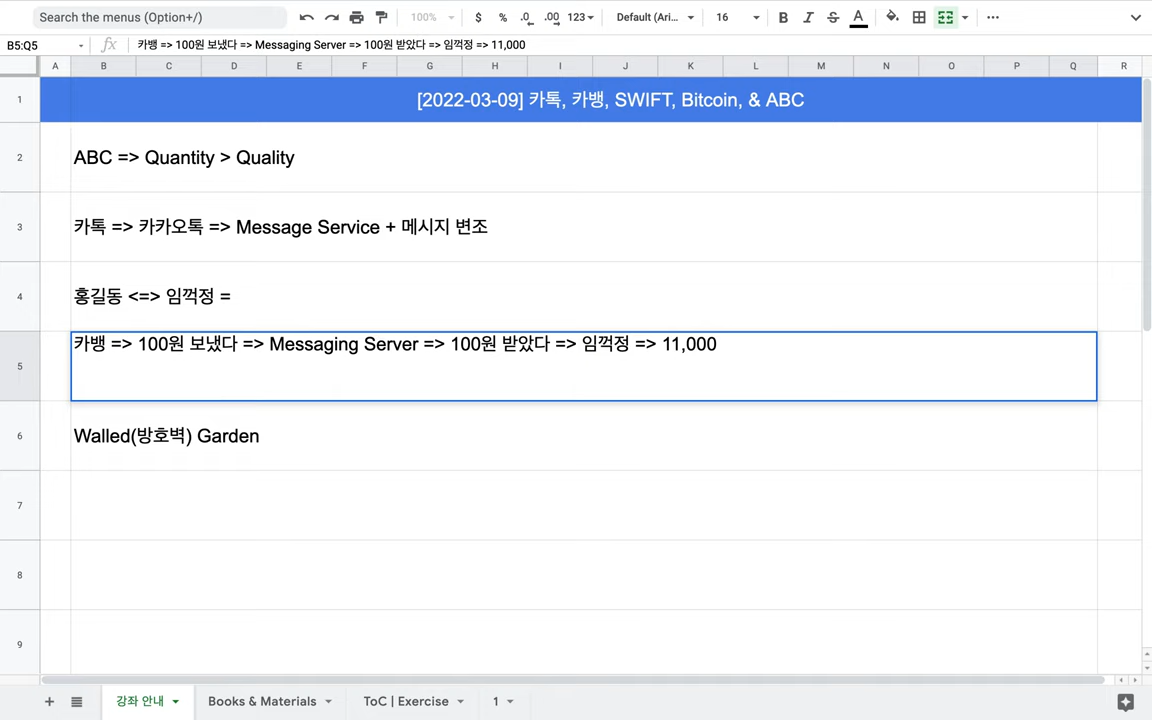 Search the menus (Option+/)
100%
$ % .0 .00 123
Default (Ari...
16
B I S A
B5:Q5
fx
카뱅 => 100원 보냈다 => Messaging Server => 100원 받았다 => 임꺽정 => 11,000
A B C D E F G H I J K L M N O P Q R
1 [2022-03-09] 카톡, 카뱅, SWIFT, Bitcoin, & ABC
2 ABC => Quantity > Quality
3 카톡 => 카카오톡 => Message Service + 메시지 변조
4 홍길동 <=> 임꺽정 =
5 카뱅 => 100원 보냈다 => Messaging Server => 100원 받았다 => 임꺽정 => 11,000
6 Walled(방호벽) Garden
7
8
9
강좌 안내
Books & Materials
ToC | Exercise
1